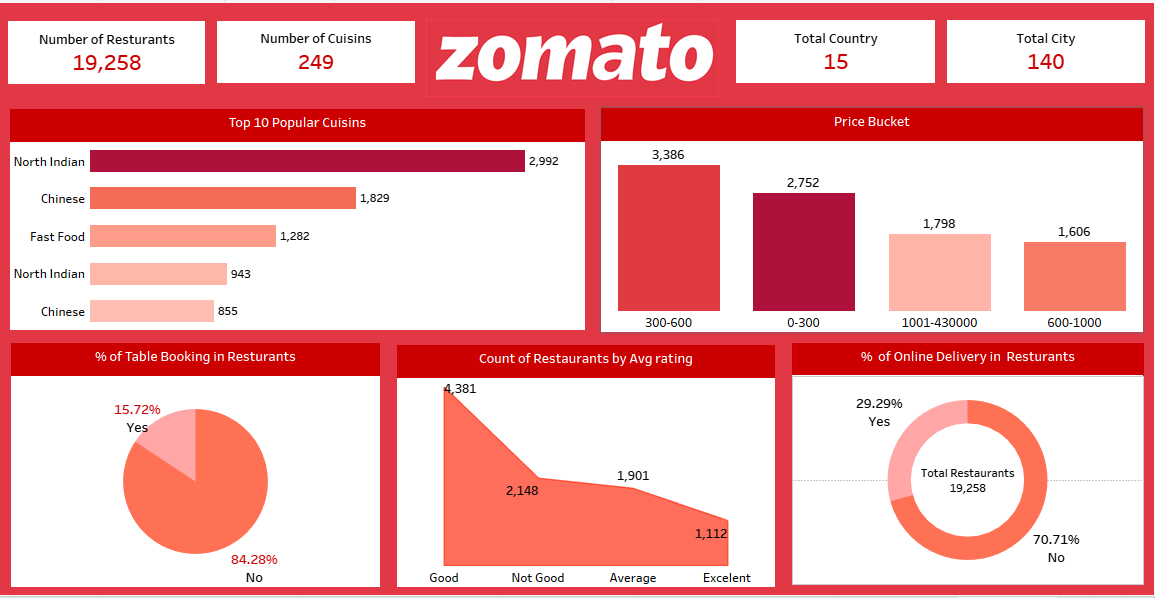 Number of Resturants
19,258
Number of Cuisins
249
zomato
Total Country
15
Total City
140
Top 10 Popular Cuisins
North Indian 2,992
Chinese 1,829
Fast Food 1,282
North Indian 943
Chinese 855
Price Bucket
3,386
2,752
1,798
1,606
300-600 0-300 1001-430000 600-1000
% of Table Booking in Resturants
15.72%
Yes
84.28%
No
Count of Restaurants by Avg rating
4,381
2,148
1,901
1,112
Good Not Good Average Excelent
% of Online Delivery in Resturants
29.29%
Yes
Total Restaurants
19,258
70.71%
No